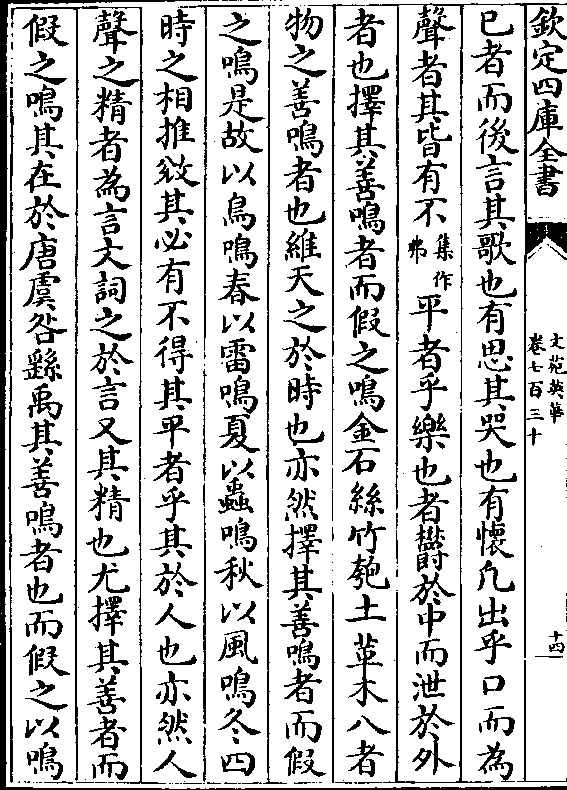 欽定四庫全書
文苑英華
卷七百三十
十四
已者而後言其歌也有思其哭也有懷凡出乎口而為
聲者其皆有不集作弗平者乎樂也者鬱於中而泄於外
者也擇其善鳴者而假之鳴金石絲竹匏土革木八者
物之善鳴者也維天之於時也亦然擇其善鳴者而假
之鳴是故以鳥鳴春以雷鳴夏以蟲鳴秋以風鳴冬四
時之相推敓其必有不得其平者乎其於人也亦然人
聲之精者為言文詞之於言又其精也尤擇其善者而
假之鳴其在於唐虞咎繇禹其善鳴者也而假之以鳴